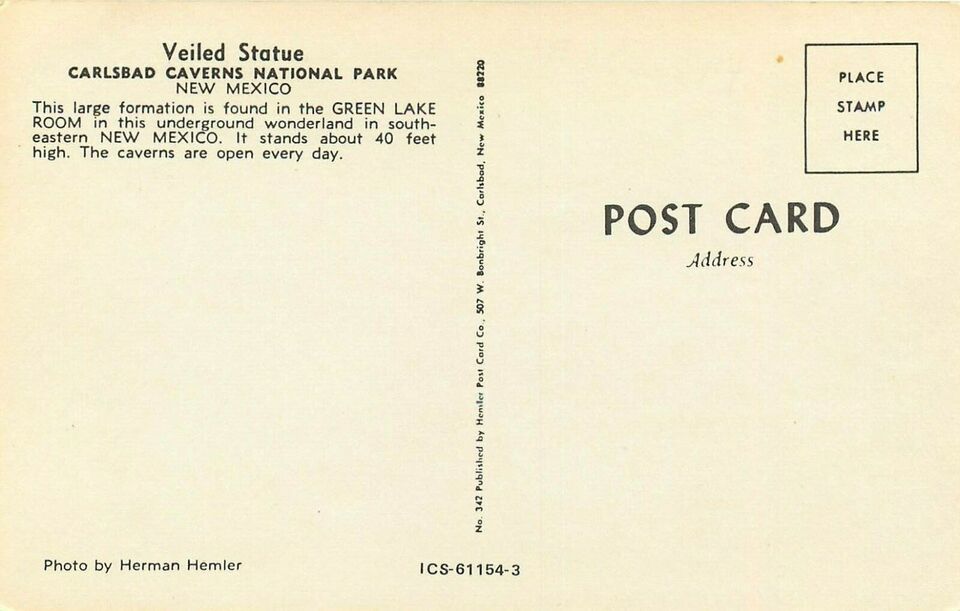 Veiled Statue
CARLSBAD CAVERNS NATIONAL PARK
NEW MEXICO
This large formation is found in the GREEN LAKE
ROOM in this underground wonderland in south-
eastern NEW MEXICO. It stands about 40 feet
high. The caverns are open every day.
Photo by Herman Hemler
No. 342 Published by Hemler Post Card Co., 507 W. Bonbright St., Carlsbad, New Mexico 88220
ICS-61154-3
PLACE
STAMP
HERE
POST CARD
Address